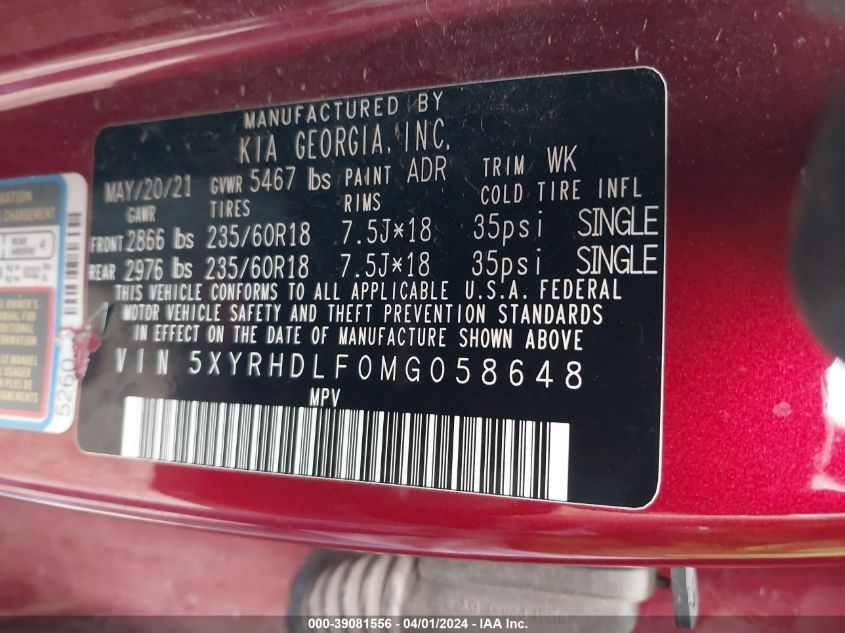 MANUFACTURED BY
KIA GEORGIA, INC.
MAY/20/21 GVWR 5467 lbs PAINT ADR TRIM WK
GAWR TIRES RIMS COLD TIRE INFL
FRONT 2866 lbs 235/60R18 7.5J*18 35psi SINGLE
REAR 2976 lbs 235/60R18 7.5J*18 35psi SINGLE
THIS VEHICLE CONFORMS TO ALL APPLICABLE U.S.A. FEDERAL
MOTOR VEHICLE SAFETY AND THEFT PREVENTION STANDARDS
IN EFFECT ON THE DATE OF MANUFACTURE SHOWN ABOVE
VIN 5XYRHDLF0MG058648
MPV
5260
000-39081556 - 04/01/2024 - IAA Inc.